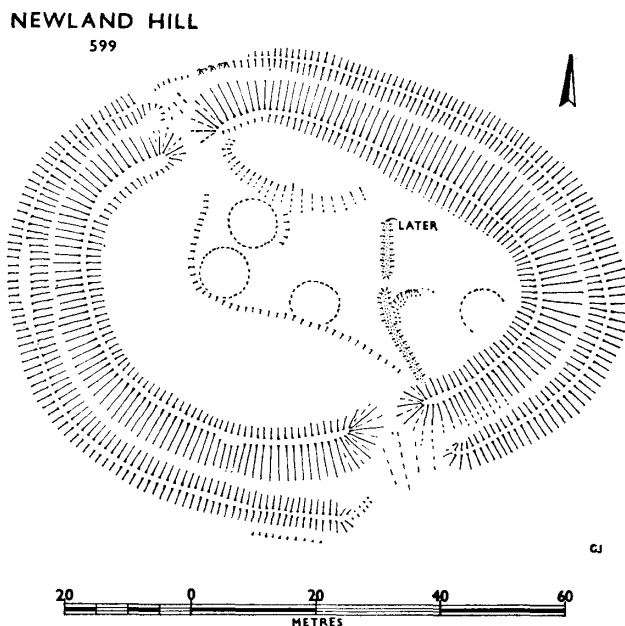 NEWLAND HILL
599
LATER
GJ
20 0 20 40 60
METRES